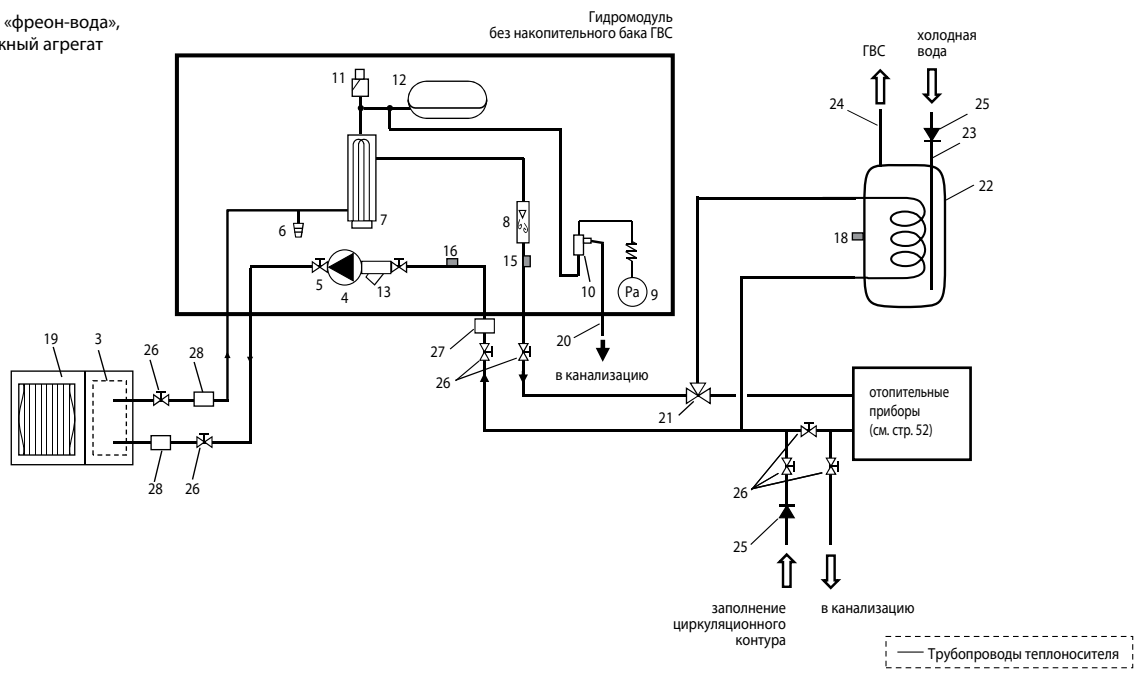 «фреон-вода»,
жный агрегат
Гидромодуль
без накопительного бака ГВС
ГВС
холодная
вода
11
12
24
25
23
22
7
8
6
16
15
18
5
4
13
10
Pa
9
20
в канализацию
27
26
19
3
26
28
28
26
21
отопительные
приборы
(см. стр. 52)
26
25
заполнение
циркуляционного
контура
в канализацию
Трубопроводы теплоносителя